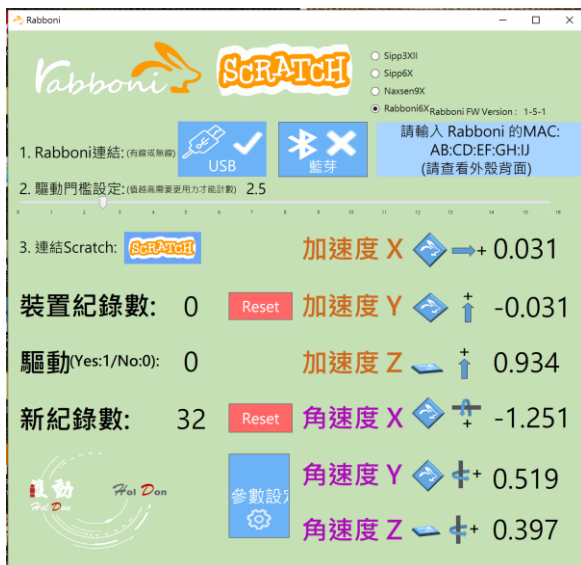 Rabboni
rabboni
SCRATCH
Sipp3XII
Sipp6X
Naxsen9X
Rabboni6X Rabboni FW Version : 1-5-1
1. Rabboni連結: (有線或無線)
USB
藍芽
請輸入 Rabboni 的MAC:
AB:CD:EF:GH:IJ
(請查看外殼背面)
2. 驅動門檻設定: (值越高需要更用力才能計數) 2.5
0 1 2 3 4 5 6 7 8 9 10 11 12 13 14 15 16
3. 連結Scratch: SCRATCH
加速度 X + 0.031
裝置紀錄數: 0 Reset 加速度 Y + -0.031
驅動(Yes:1/No:0): 0 加速度 Z + 0.934
新紀錄數: 32 Reset 角速度 X + -1.251
參數設定
角速度 Y + 0.519
角速度 Z + 0.397
動
Hol Don
Hol Don